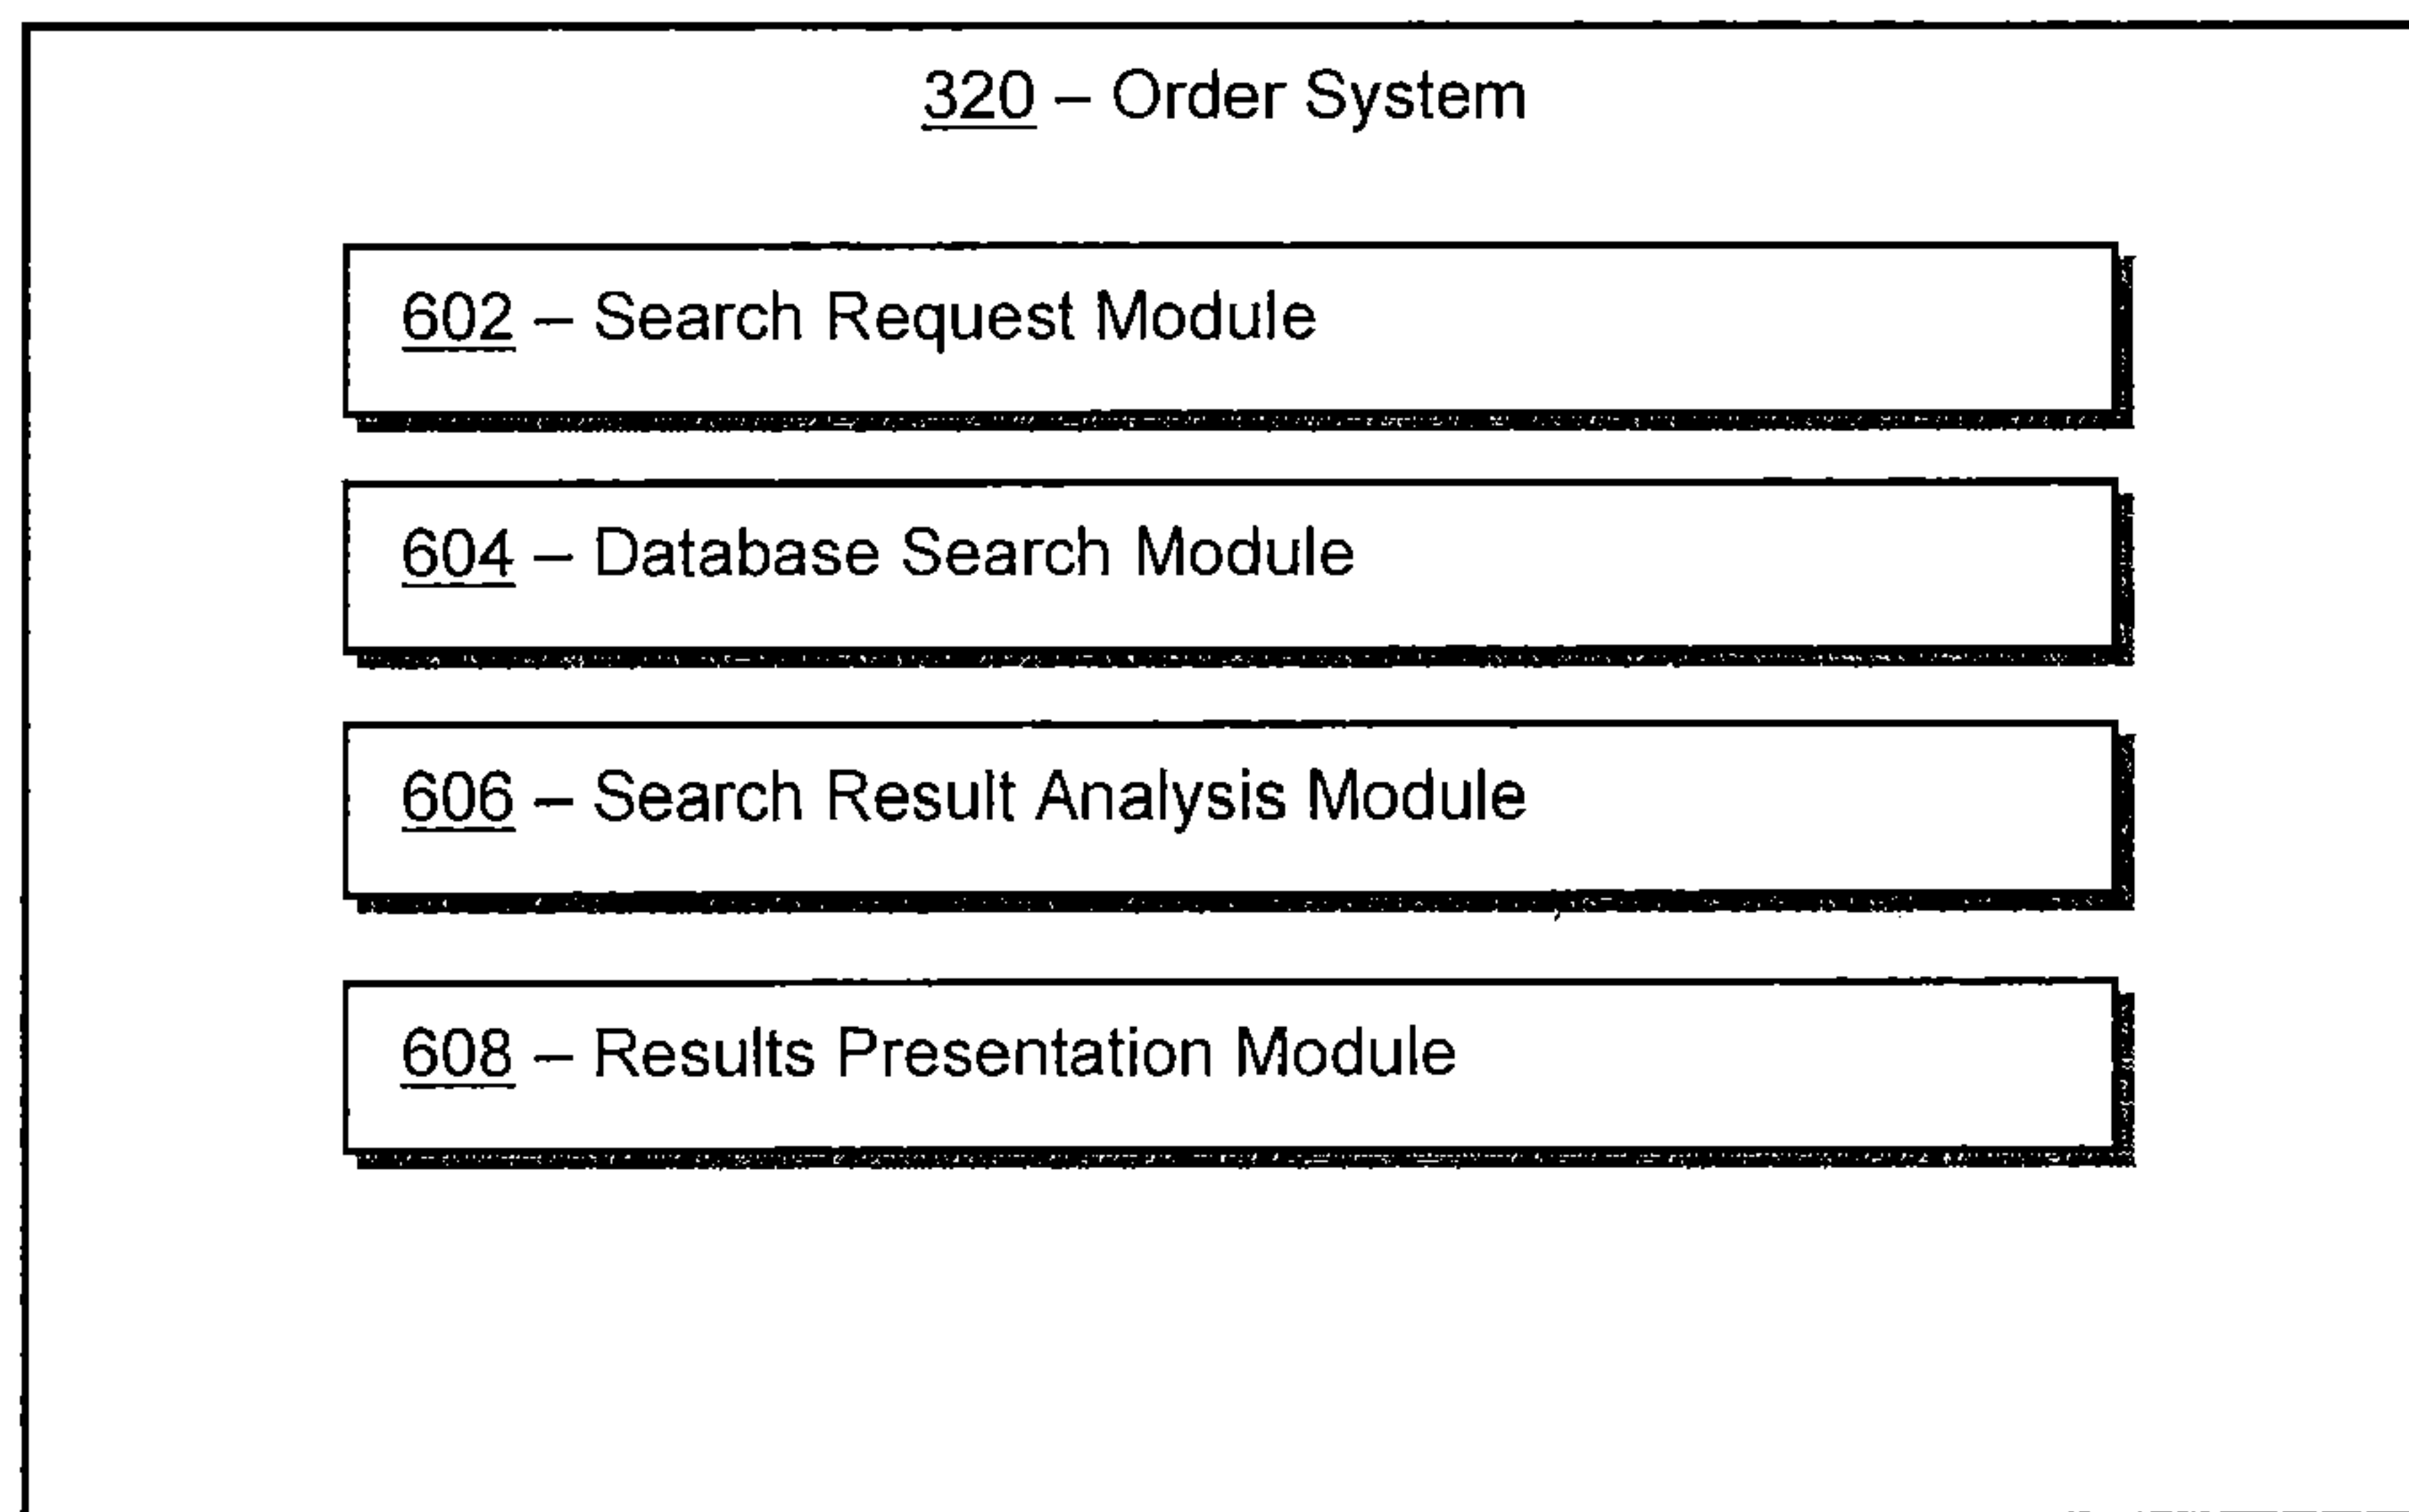 320 – Order System
602 – Search Request Module
604 – Database Search Module
606 – Search Result Analysis Module
608 – Results Presentation Module